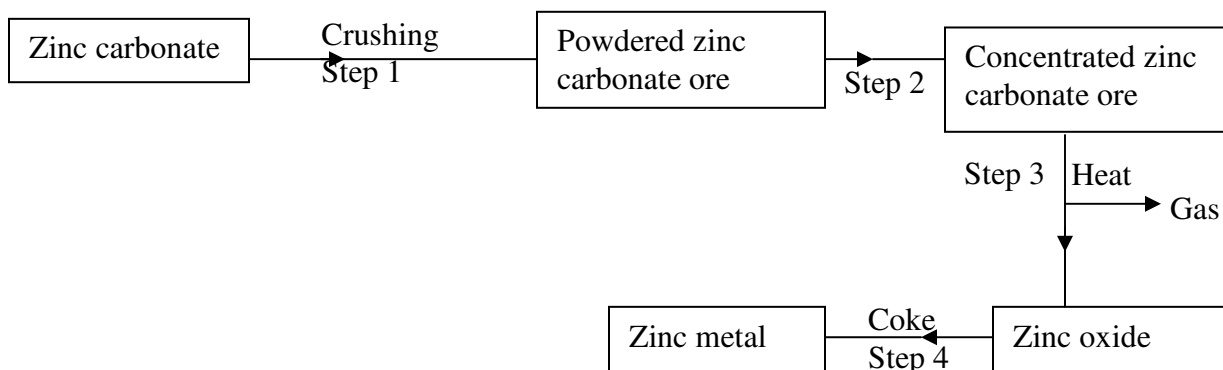 Zinc carbonate
Crushing
Step 1
Powdered zinc
carbonate ore
Step 2
Concentrated zinc
carbonate ore
Step 3
Heat
Gas
Zinc metal
Coke
Step 4
Zinc oxide